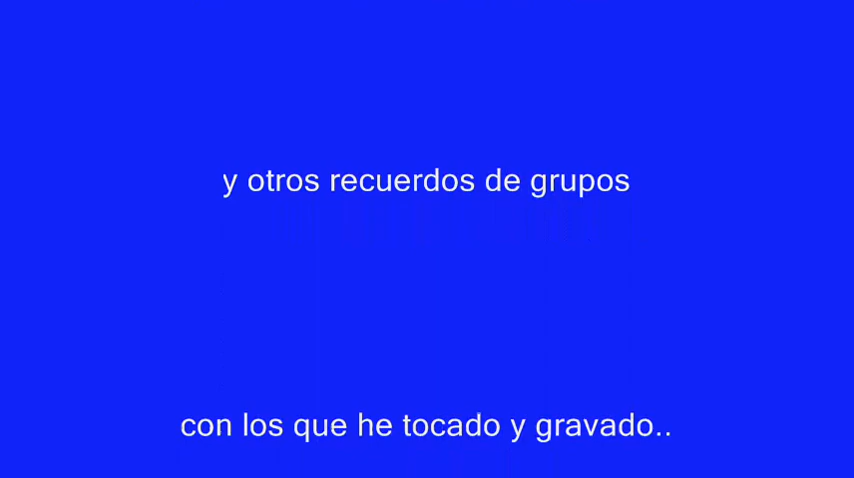 y otros recuerdos de grupos
con los que he tocado y gravado..